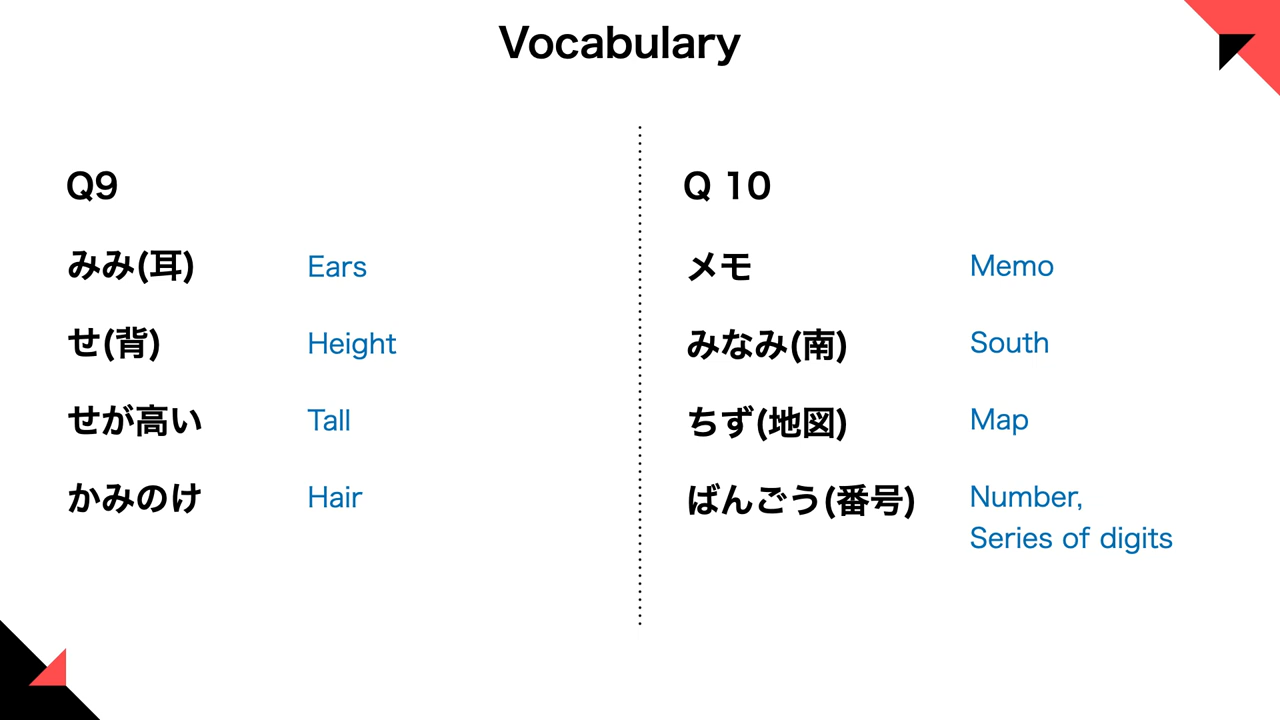 Vocabulary
Q9
みみ(耳) Ears
せ(背) Height
せが高い Tall
かみのけ Hair
Q 10
メモ Memo
みなみ(南) South
ちず(地図) Map
ばんごう(番号) Number,
Series of digits